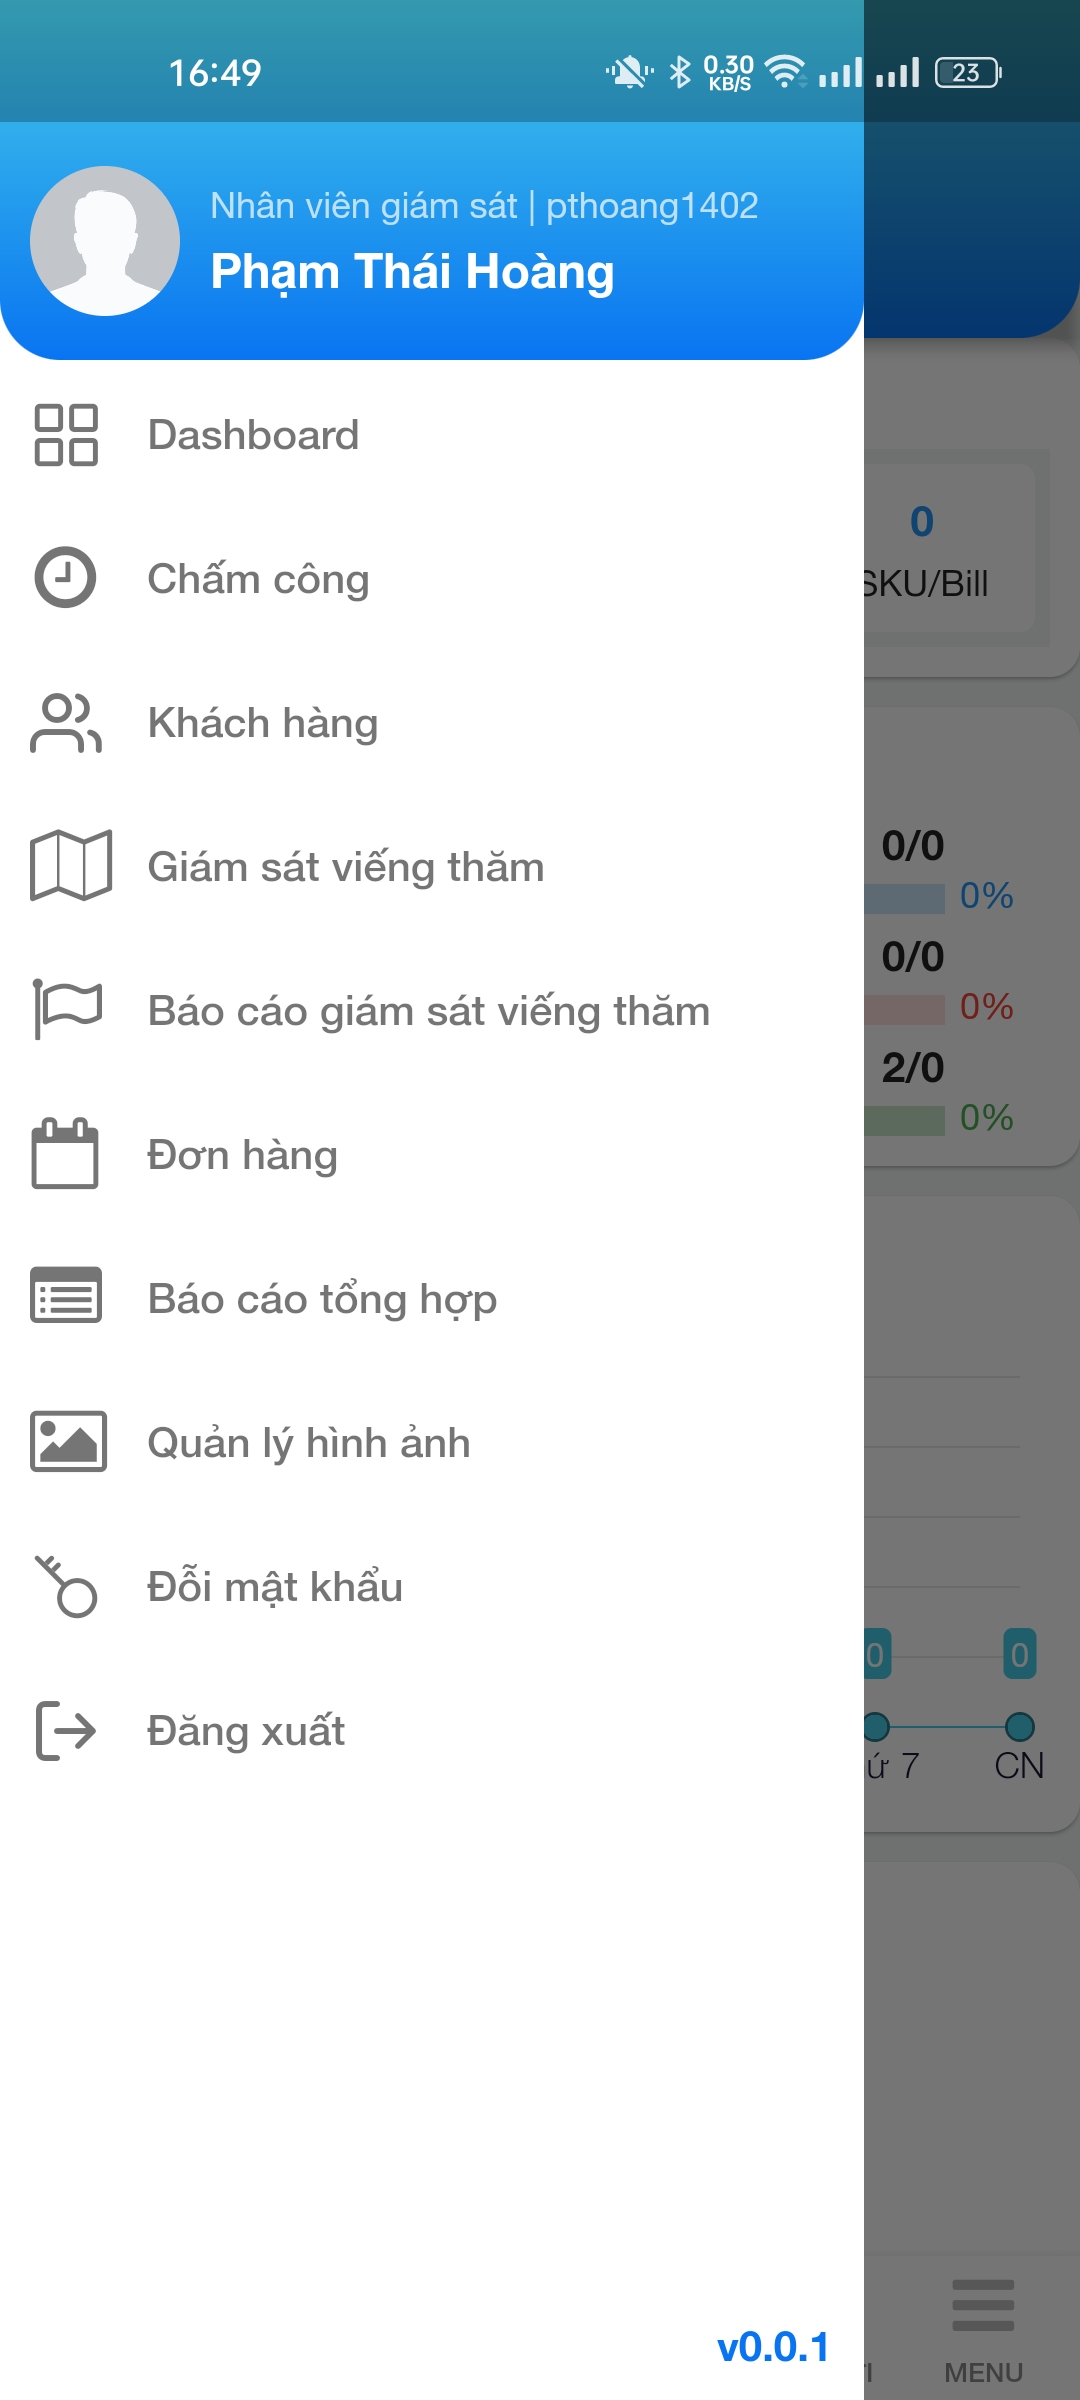 16:49
0.30
KB/S
23
Nhân viên giám sát | pthoang1402
Phạm Thái Hoàng
Dashboard
Chấm công
Khách hàng
Giám sát viếng thăm
Báo cáo giám sát viếng thăm
Đơn hàng
Báo cáo tổng hợp
Quản lý hình ảnh
Đỗi mật khẩu
Đăng xuất
v0.0.1
0
SKU/Bill
0/0
0%
0/0
0%
2/0
0%
0
0
ứ 7
CN
MENU